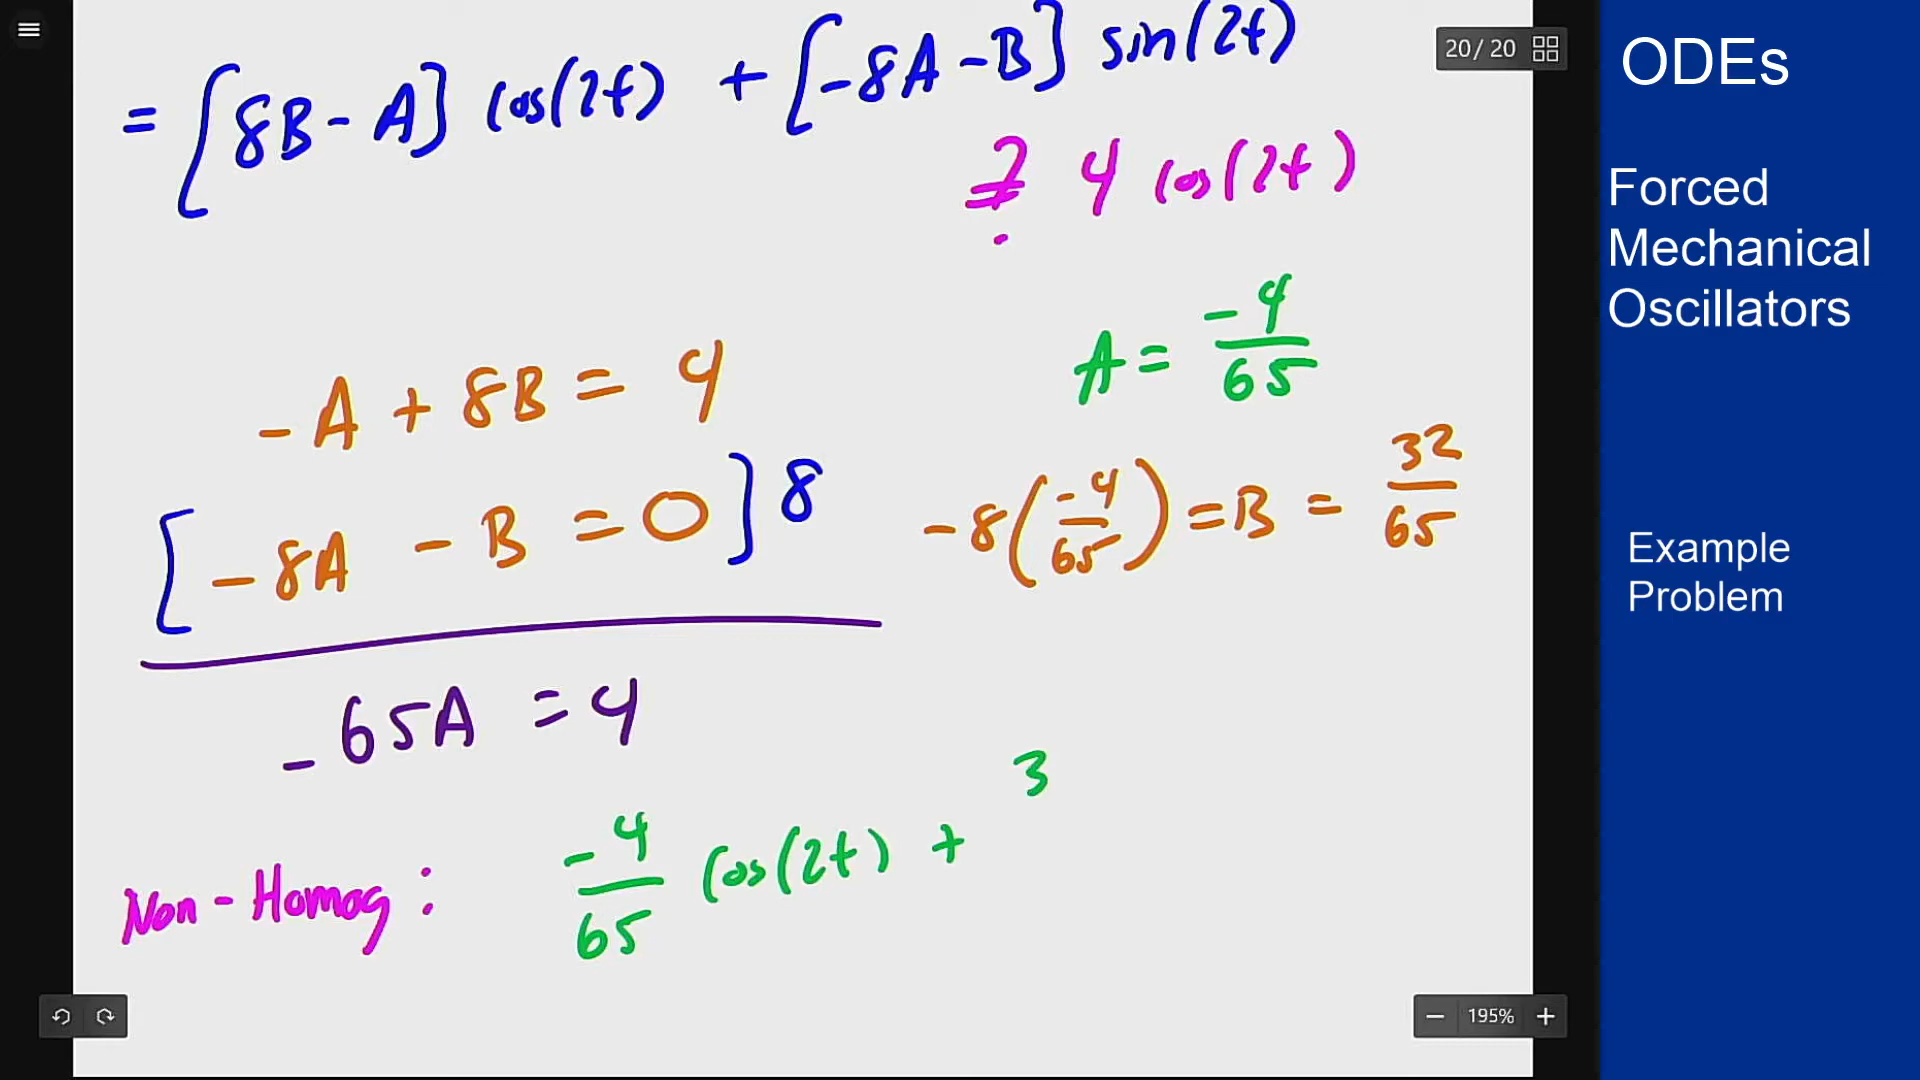 = [8B - A] cos(2t) + [-8A - B] sin(2t)
≟ 4 cos(2t)
-A + 8B = 4
[-8A - B = 0] 8
-65A = 4
A = -4/65
-8(-4/65) = B = 32/65
Non-Homog: -4/65 cos(2t) + 3
20 / 20
195%
ODEs
Forced
Mechanical
Oscillators
Example
Problem